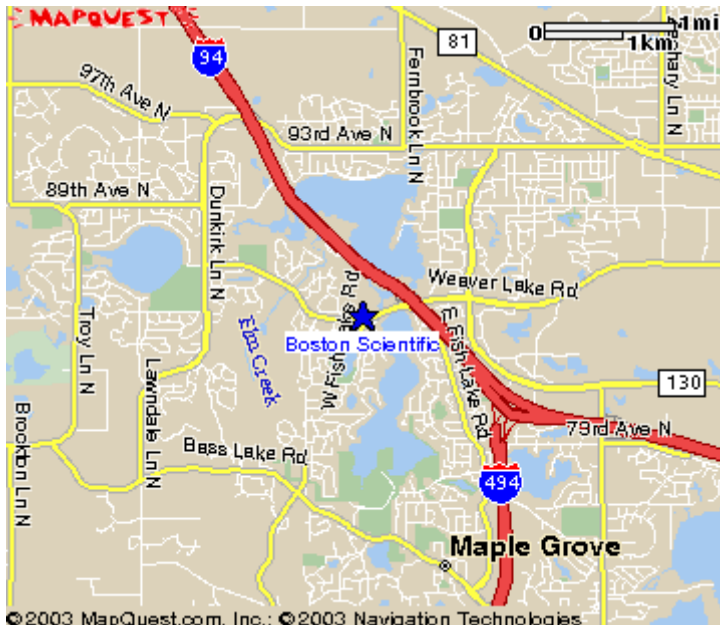 MAPQUEST
94
81
0
1mi
1km
97th Ave N
Fernbrook Ln N
93rd Ave N
89th Ave N
Dunkirk Ln N
Weaver Lake Rd
Boston Scientific
W Fish Lake Rd
E Fish Lake Rd
Elm Creek
Troy Ln N
Lawndale Ln N
130
79th Ave N
Brockton Ln N
Bass Lake Rd
494
Maple Grove
©2003 MapQuest.com, Inc.; ©2003 Navigation Technologies